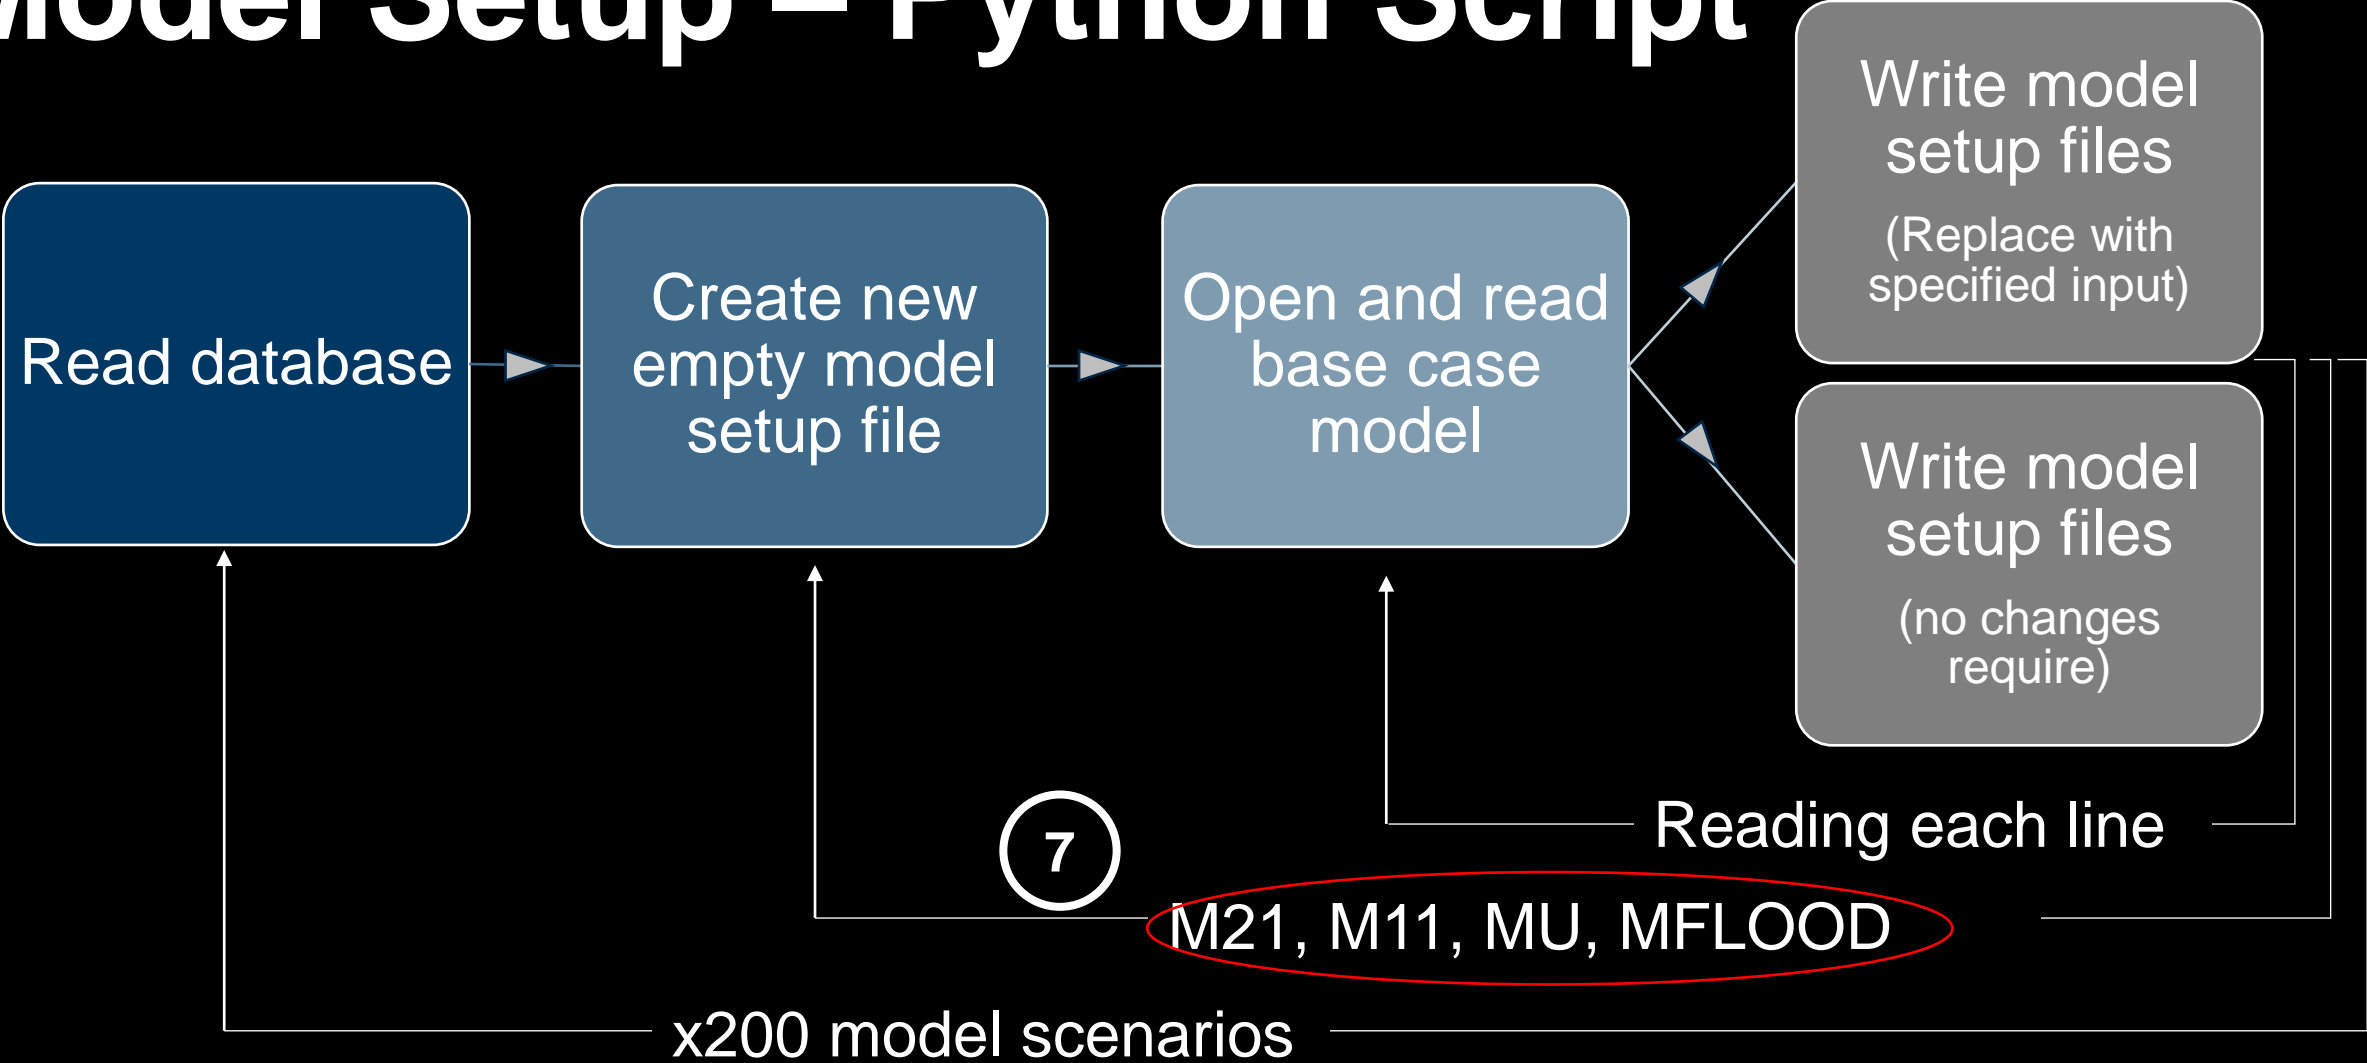 Model Setup – Python Script
Read database
Create new
empty model
setup file
Open and read
base case
model
Write model
setup files
(Replace with
specified input)
Write model
setup files
(no changes
require)
Reading each line
7
M21, M11, MU, MFLOOD
x200 model scenarios